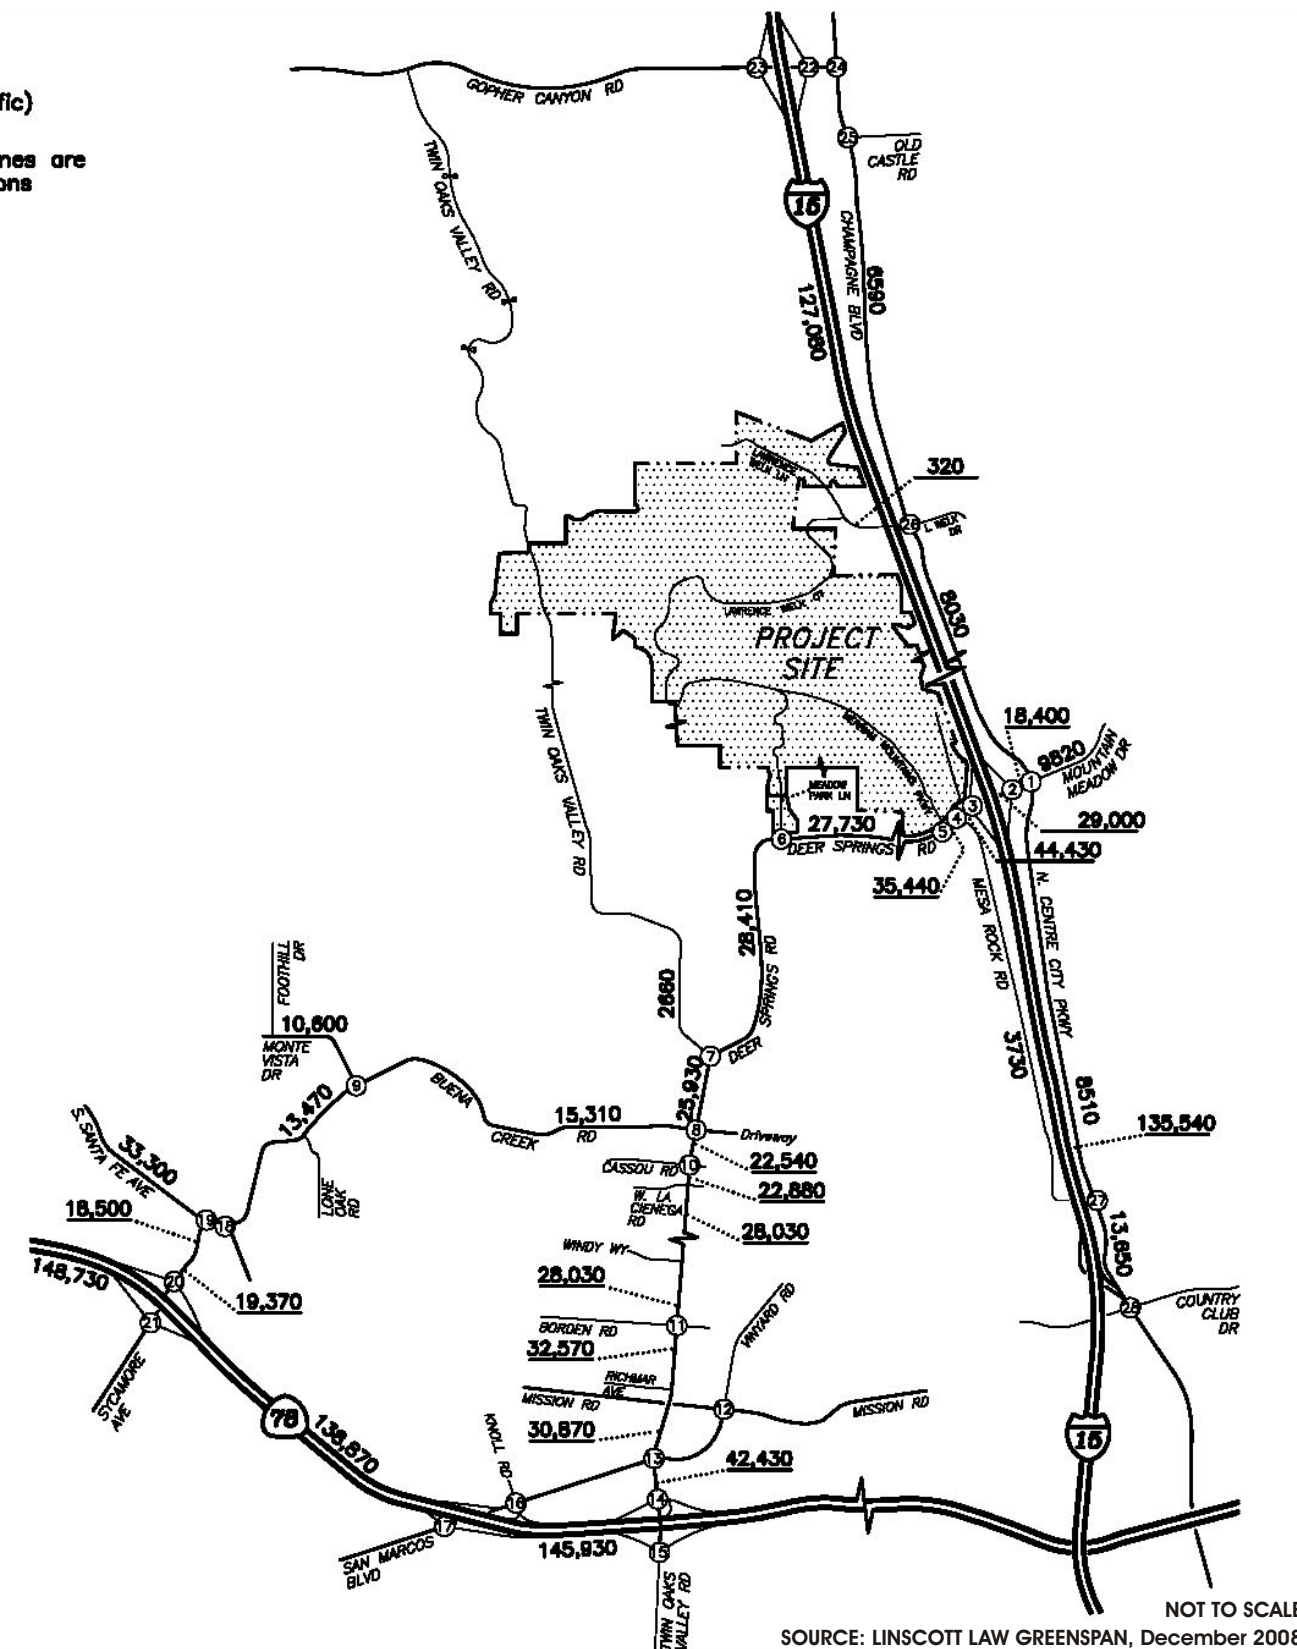 fic)
nes are
ons
23
22
24
GOPHER CANYON RD
25
OLD
CASTLE
RD
TWIN OAKS VALLEY RD
15
CHAMPAGNE BLVD
6590
127,060
LAWRENCE
WELK LN
320
26
L WELK
DR
LAWRENCE WELK CT
8030
PROJECT
SITE
18,400
9820
MOUNTAIN
MEADOW DR
TWIN OAKS VALLEY RD
MERRIAM MOUNTAINS PKWY
MEADOW
PARK LN
1
2
3
4
5
6
27,730
29,000
DEER SPRINGS RD
44,430
35,440
28,410
MESA ROCK RD
N. CENTRE CITY PKWY
FOOTHILL
DR
2660
DEER SPRINGS RD
10,600
MONTE
VISTA
DR
3730
7
9
25,930
BUENA
CREEK RD
13,470
15,310
8510
S. SANTA FE AVE
33,300
8
Driveway
135,540
CASSOU RD
10
22,540
22,880
LONE
OAK
RD
W. LA
CIENEGA
RD
27
18,500
19
18
28,030
13,650
WINDY WY
148,730
20
28,030
19,370
21
BORDEN RD
11
VINYARD RD
28
COUNTRY
CLUB
DR
32,570
SYCAMORE
AVE
RICHMAR
AVE
MISSION RD
12
MISSION RD
78
138,870
KNOLL RD
30,870
15
13
42,430
16
14
17
SAN MARCOS
BLVD
145,930
15
TWIN OAKS
VALLEY RD
NOT TO SCALE
SOURCE: LINSCOTT LAW GREENSPAN, December 2008